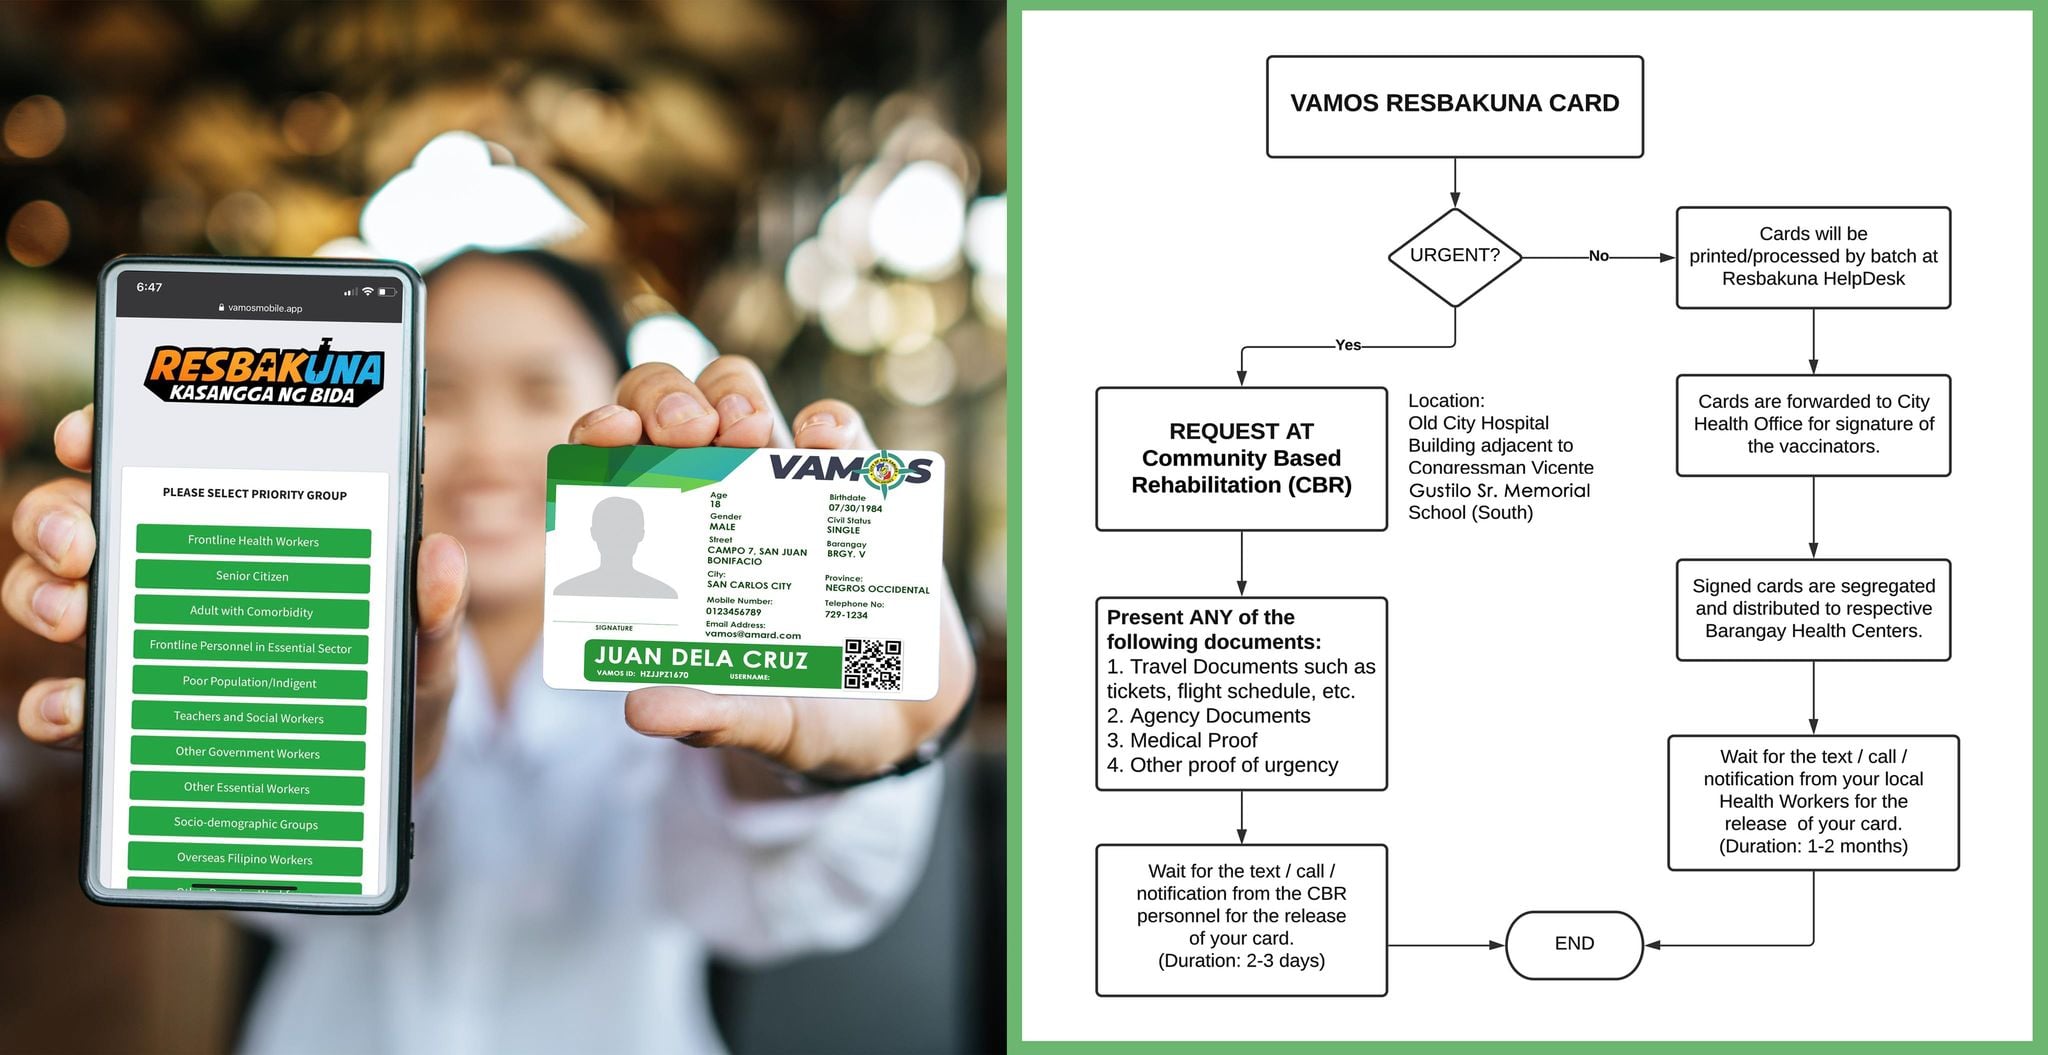 6:47
vamosmobile.app
RESBAKUNA
KASANGGA NG BIDA
PLEASE SELECT PRIORITY GROUP
Frontline Health Workers
Senior Citizen
Adult with Comorbidity
Frontline Personnel in Essential Sector
Poor Population/Indigent
Teachers and Social Workers
Other Government Workers
Other Essential Workers
Socio-demographic Groups
Overseas Filipino Workers
VAMOS
Age
18
Gender
MALE
Street
CAMPO 7, SAN JUAN
BONIFACIO
City:
SAN CARLOS CITY
Mobile Number:
0123456789
Email Address:
vamos@amard.com
Birthdate
07/30/1984
Civil Status
SINGLE
Barangay
BRGY. V
Province:
NEGROS OCCIDENTAL
Telephone No:
729-1234
SIGNATURE
JUAN DELA CRUZ
VAMOS ID: HZJJPZ1670 USERNAME:
VAMOS RESBAKUNA CARD
URGENT?
No
Yes
Cards will be
printed/processed by batch at
Resbakuna HelpDesk
Cards are forwarded to City
Health Office for signature of
the vaccinators.
Signed cards are segregated
and distributed to respective
Barangay Health Centers.
Wait for the text / call /
notification from your local
Health Workers for the
release of your card.
(Duration: 1-2 months)
REQUEST AT
Community Based
Rehabilitation (CBR)
Location:
Old City Hospital
Building adjacent to
Congressman Vicente
Gustilo Sr. Memorial
School (South)
Present ANY of the
following documents:
1. Travel Documents such as
tickets, flight schedule, etc.
2. Agency Documents
3. Medical Proof
4. Other proof of urgency
Wait for the text / call /
notification from the CBR
personnel for the release
of your card.
(Duration: 2-3 days)
END